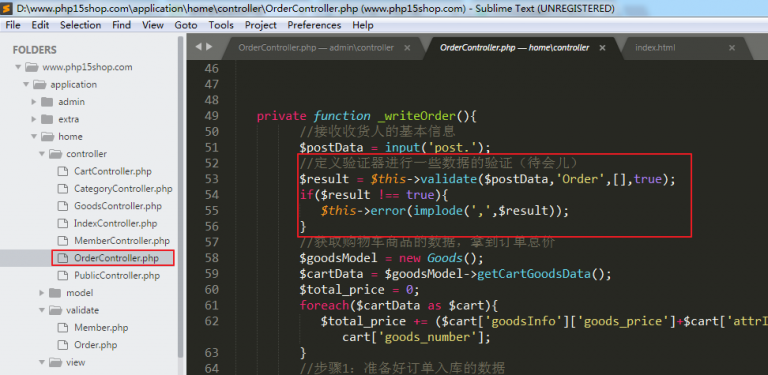 D:\www.php15shop.com\application\home\controller\OrderController.php (www.php15shop.com) - Sublime Text (UNREGISTERED)
File Edit Selection Find View Goto Tools Project Preferences Help
FOLDERS
www.php15shop.com
application
admin
extra
home
controller
CartController.php
CategoryController.php
GoodsController.php
IndexController.php
MemberController.php
OrderController.php
PublicController.php
model
validate
Member.php
Order.php
view
OrderController.php — admin\controller
OrderController.php — home\controller
index.html
46
47
48
49 private function _writeOrder(){
50 //接收收货人的基本信息
51 $postData = input('post.');
52 //定义验证器进行一些数据的验证（待会儿）
53 $result = $this->validate($postData,'Order',[],true);
54 if($result !== true){
55 $this->error(implode(',',$result));
56 }
57 //获取购物车商品的数据，拿到订单总价
58 $goodsModel = new Goods();
59 $cartData = $goodsModel->getCartGoodsData();
60 $total_price = 0;
61 foreach($cartData as $cart){
62 $total_price += ($cart['goodsInfo']['goods_price']+$cart['attrI
cart['goods_number'];
63 }
64 //步骤1：准备好订单入库的数据